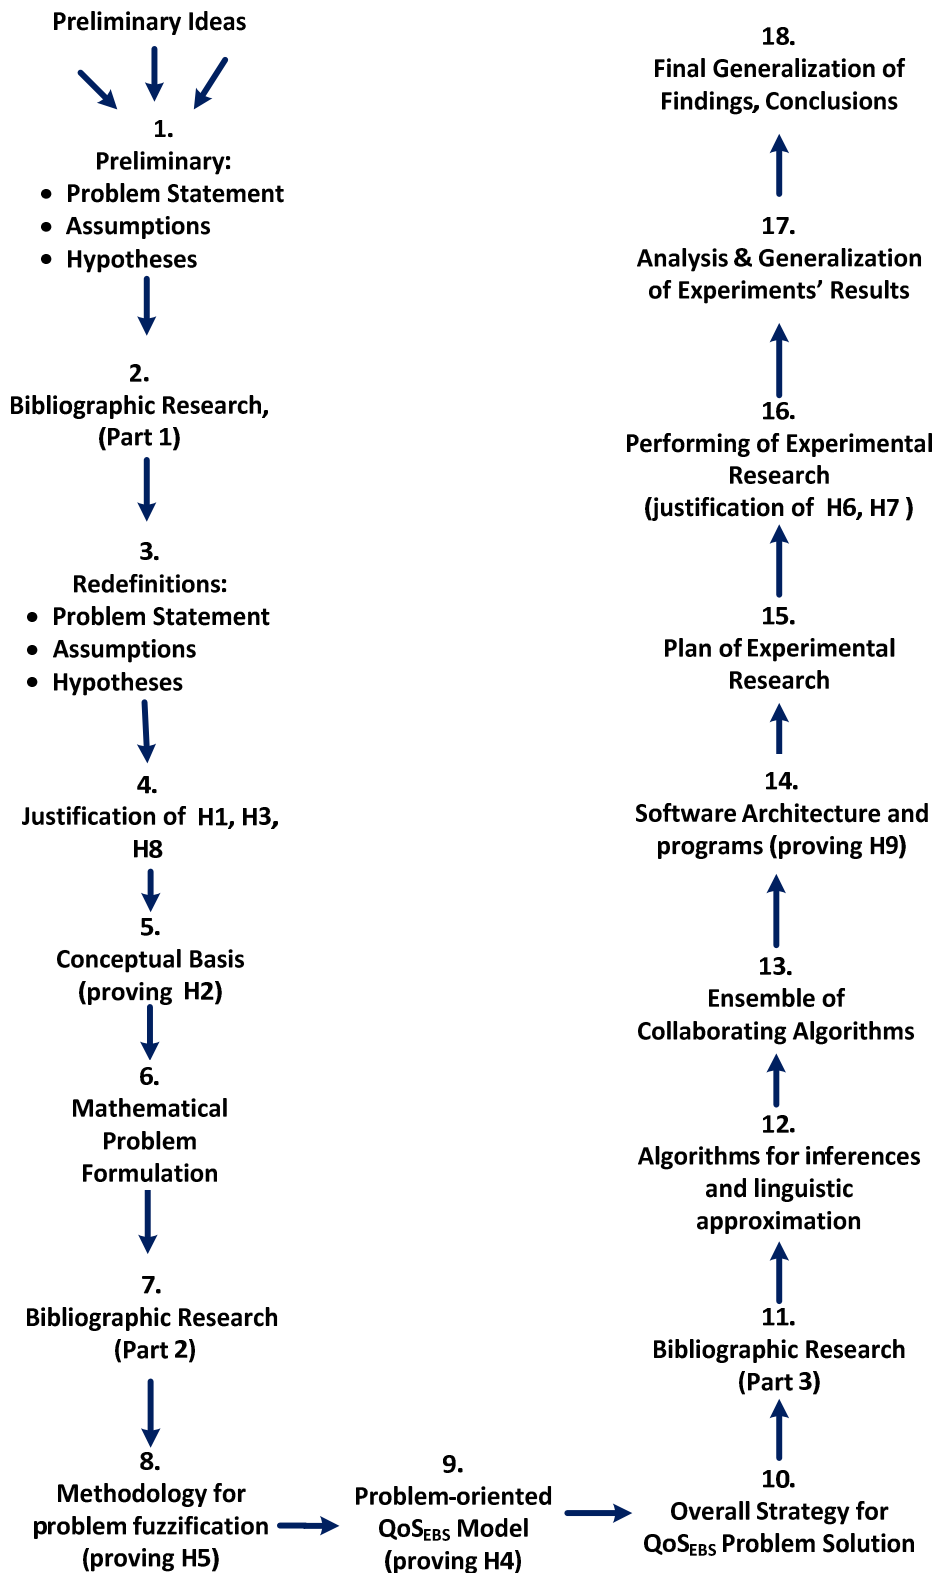 Preliminary Ideas
1.
Preliminary:
• Problem Statement
• Assumptions
• Hypotheses
2.
Bibliographic Research,
(Part 1)
3.
Redefinitions:
• Problem Statement
• Assumptions
• Hypotheses
4.
Justification of H1, H3,
H8
5.
Conceptual Basis
(proving H2)
6.
Mathematical
Problem
Formulation
7.
Bibliographic Research
(Part 2)
8.
Methodology for
problem fuzzification
(proving H5)
9.
Problem-oriented
QoSEBS Model
(proving H4)
10.
Overall Strategy for
QoSEBS Problem Solution
11.
Bibliographic Research
(Part 3)
12.
Algorithms for inferences
and linguistic
approximation
13.
Ensemble of
Collaborating Algorithms
14.
Software Architecture and
programs (proving H9)
15.
Plan of Experimental
Research
16.
Performing of Experimental
Research
(justification of H6, H7 )
17.
Analysis & Generalization
of Experiments’ Results
18.
Final Generalization of
Findings, Conclusions